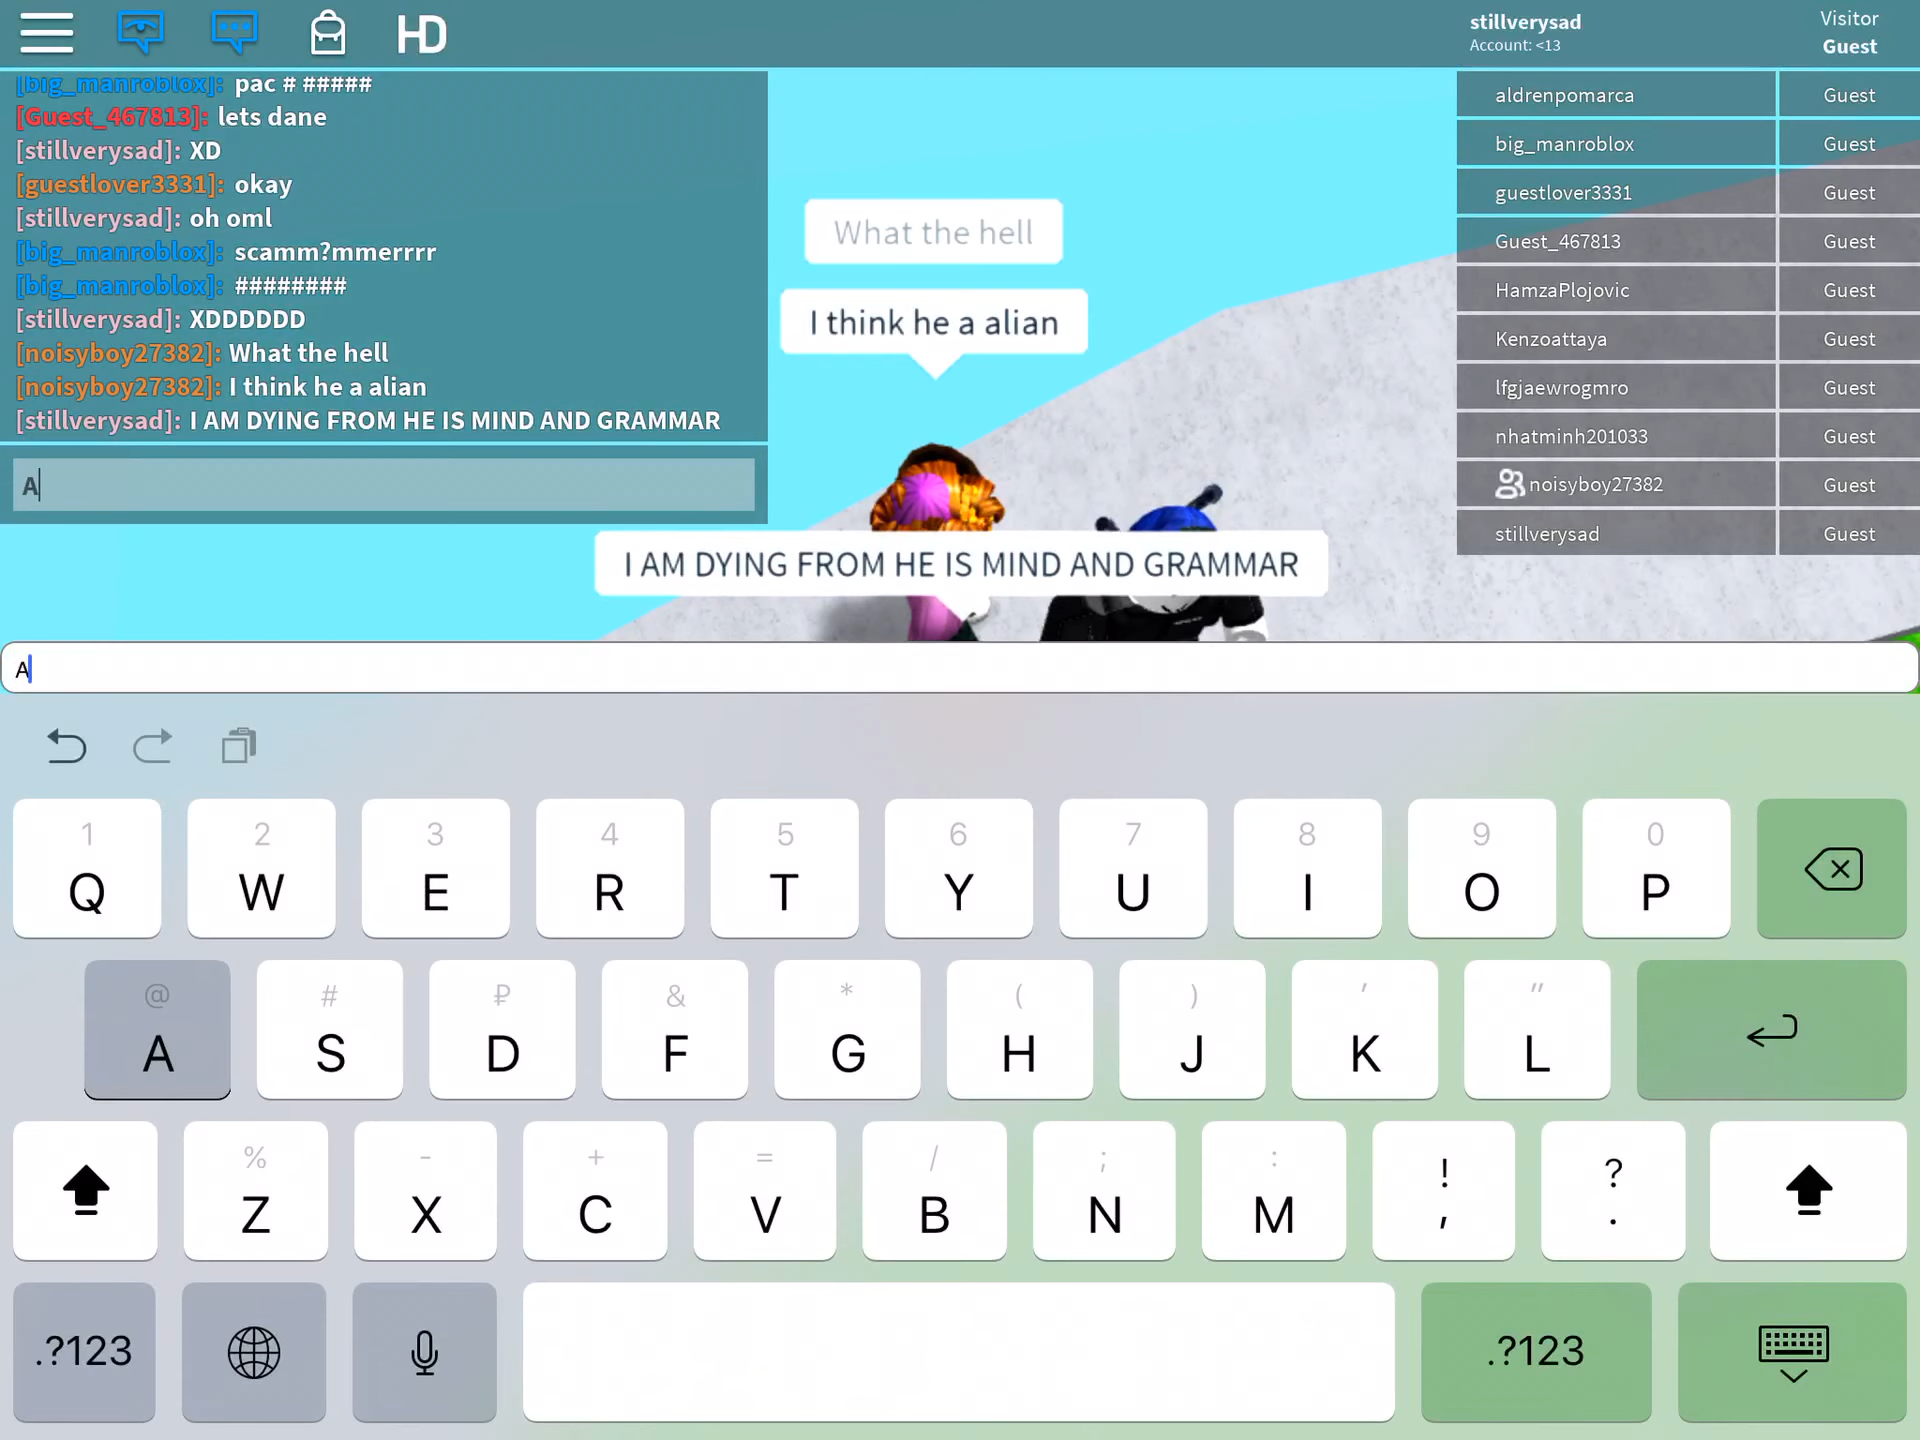 HD
stillverysad
Account: <13
Visitor
Guest
[big_manroblox]: pac # #####
[Guest_467813]: lets dane
[stillverysad]: XD
[guestlover3331]: okay
[stillverysad]: oh oml
[big_manroblox]: scamm?mmerrrr
[big_manroblox]: ########
[stillverysad]: XDDDDDD
[noisyboy27382]: What the hell
[noisyboy27382]: I think he a alian
[stillverysad]: I AM DYING FROM HE IS MIND AND GRAMMAR
A
What the hell
I think he a alian
I AM DYING FROM HE IS MIND AND GRAMMAR
aldrenpomarca Guest
big_manroblox Guest
guestlover3331 Guest
Guest_467813 Guest
HamzaPlojovic Guest
Kenzoattaya Guest
lfgjaewrogmro Guest
nhatminh201033 Guest
noisyboy27382 Guest
stillverysad Guest
A
1 2 3 4 5 6 7 8 9 0
Q W E R T Y U I O P
@ # ₽ & * ( ) ' "
A S D F G H J K L
% - + = / ; : ! ?
Z X C V B N M , .
.?123 .?123